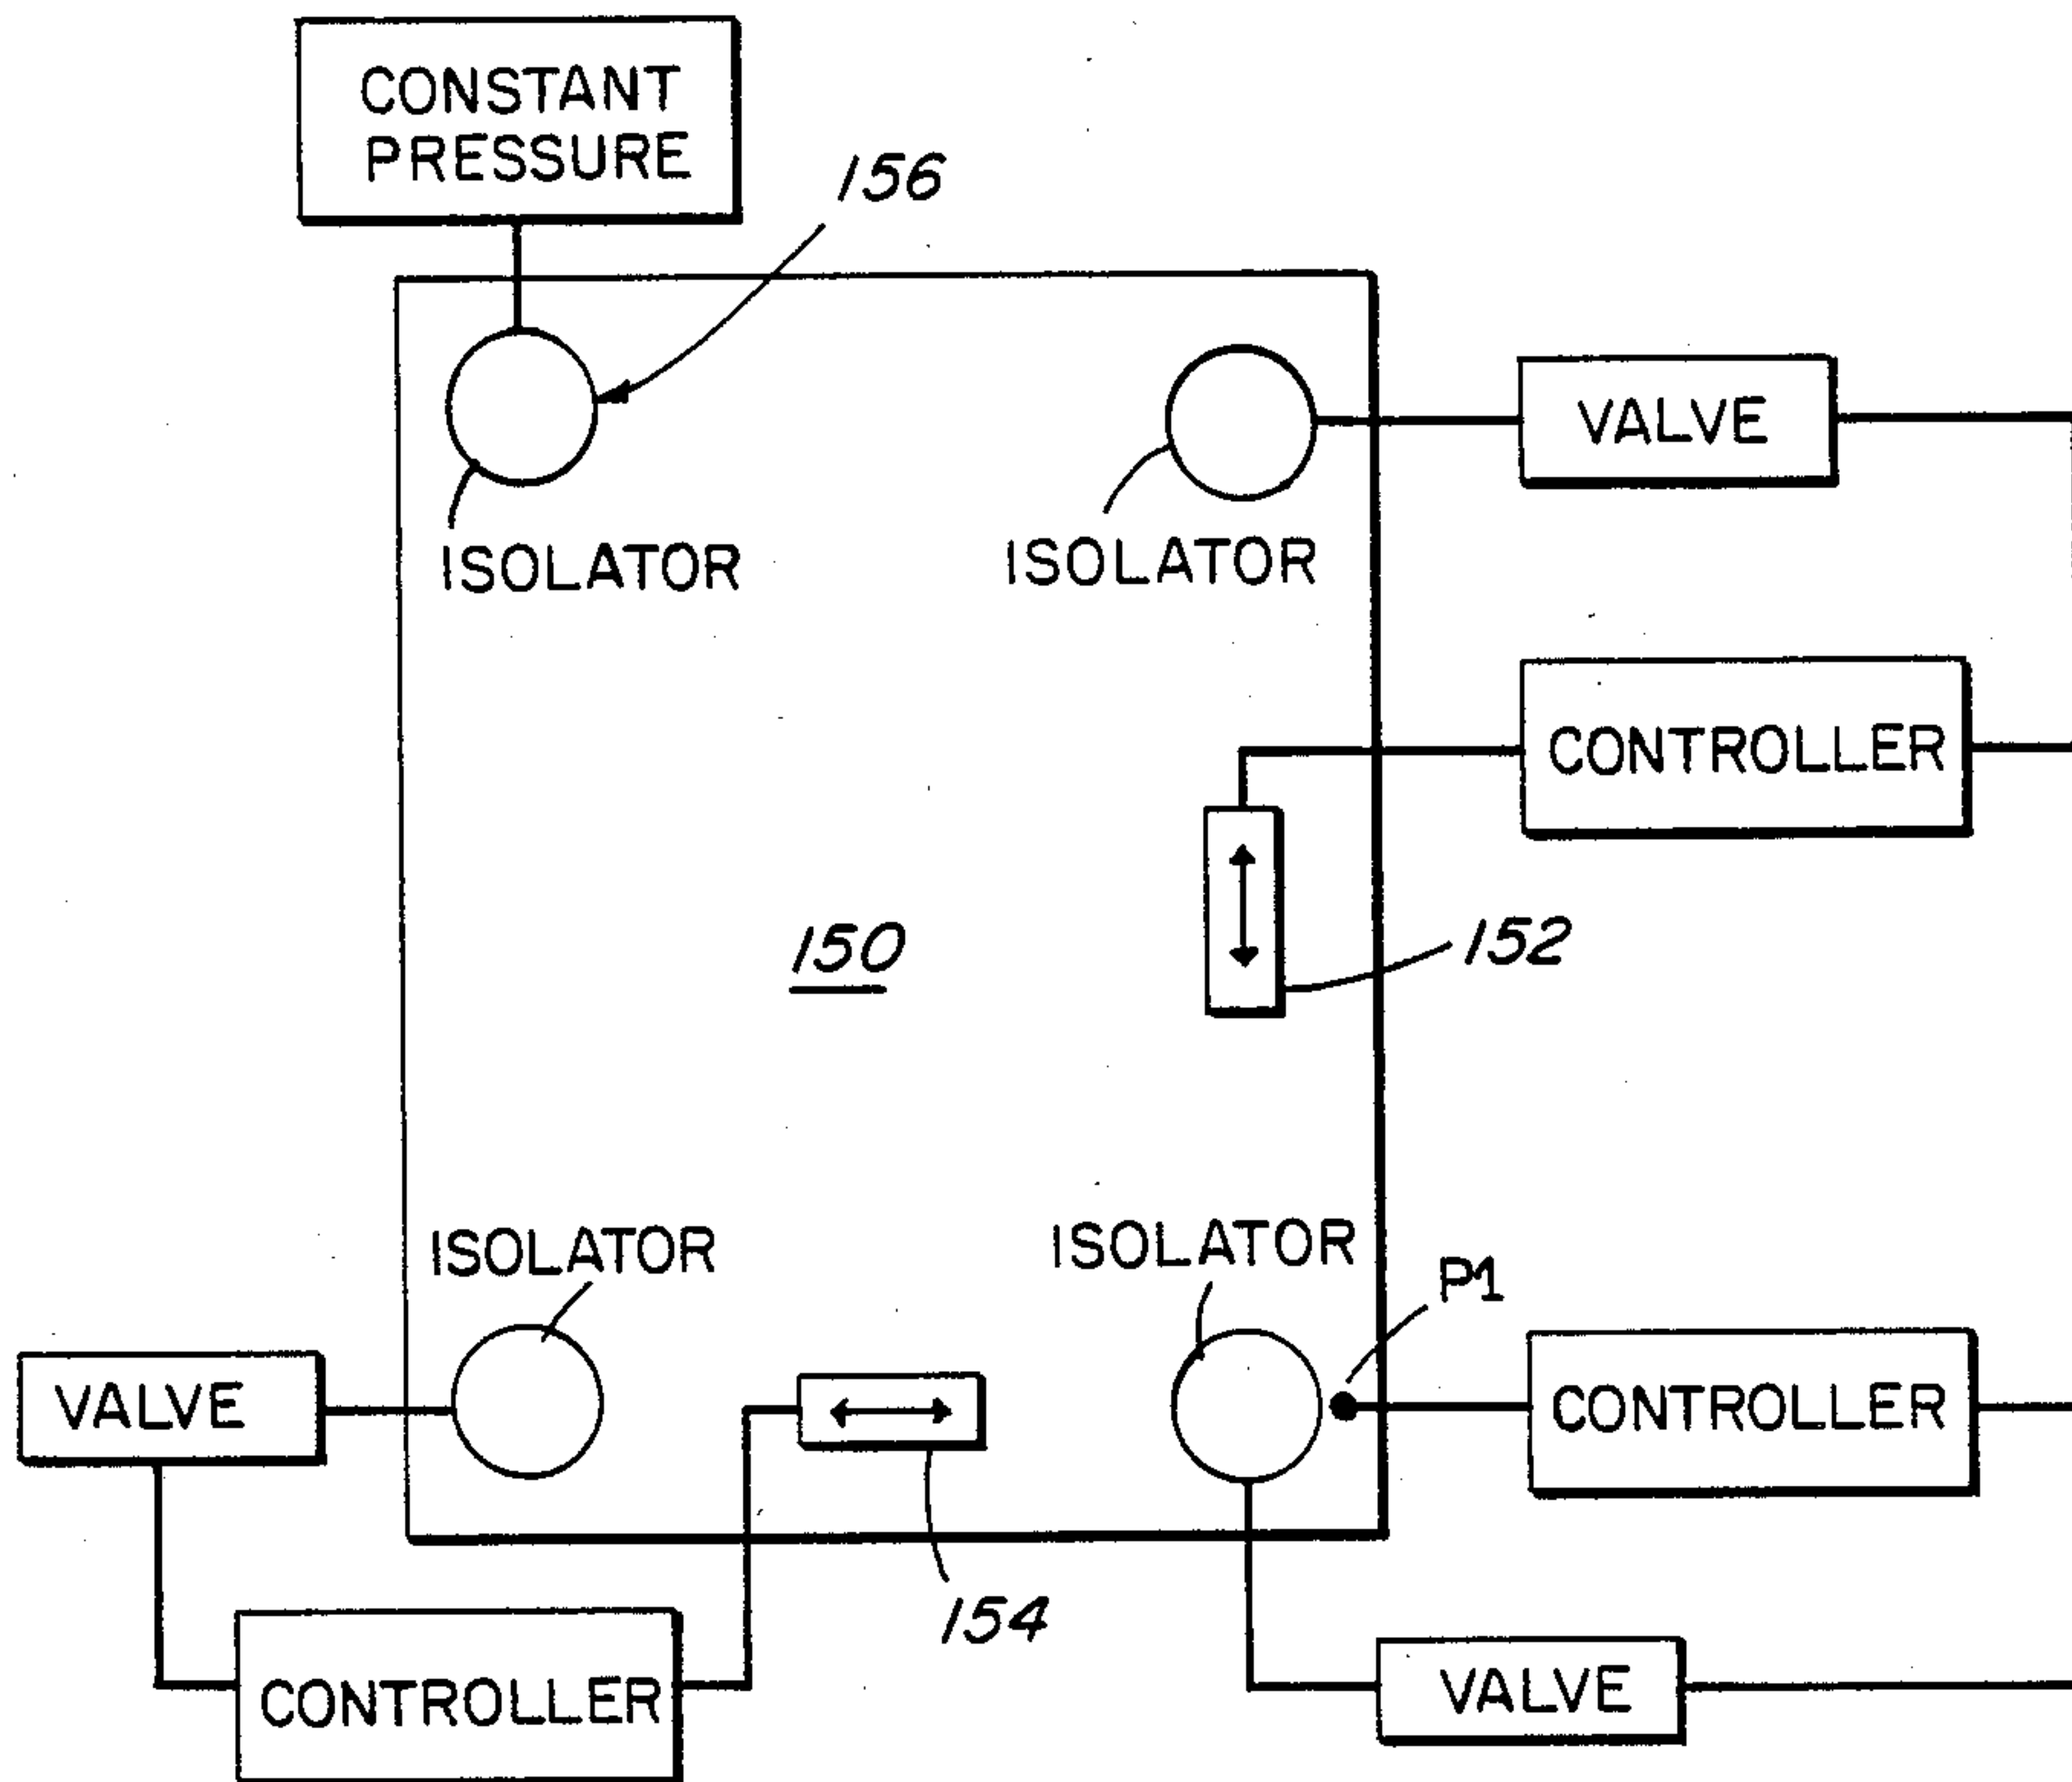 CONSTANT
PRESSURE
156
VALVE
ISOLATOR
ISOLATOR
CONTROLLER
150
152
ISOLATOR
ISOLATOR
P1
VALVE
CONTROLLER
154
CONTROLLER
VALVE